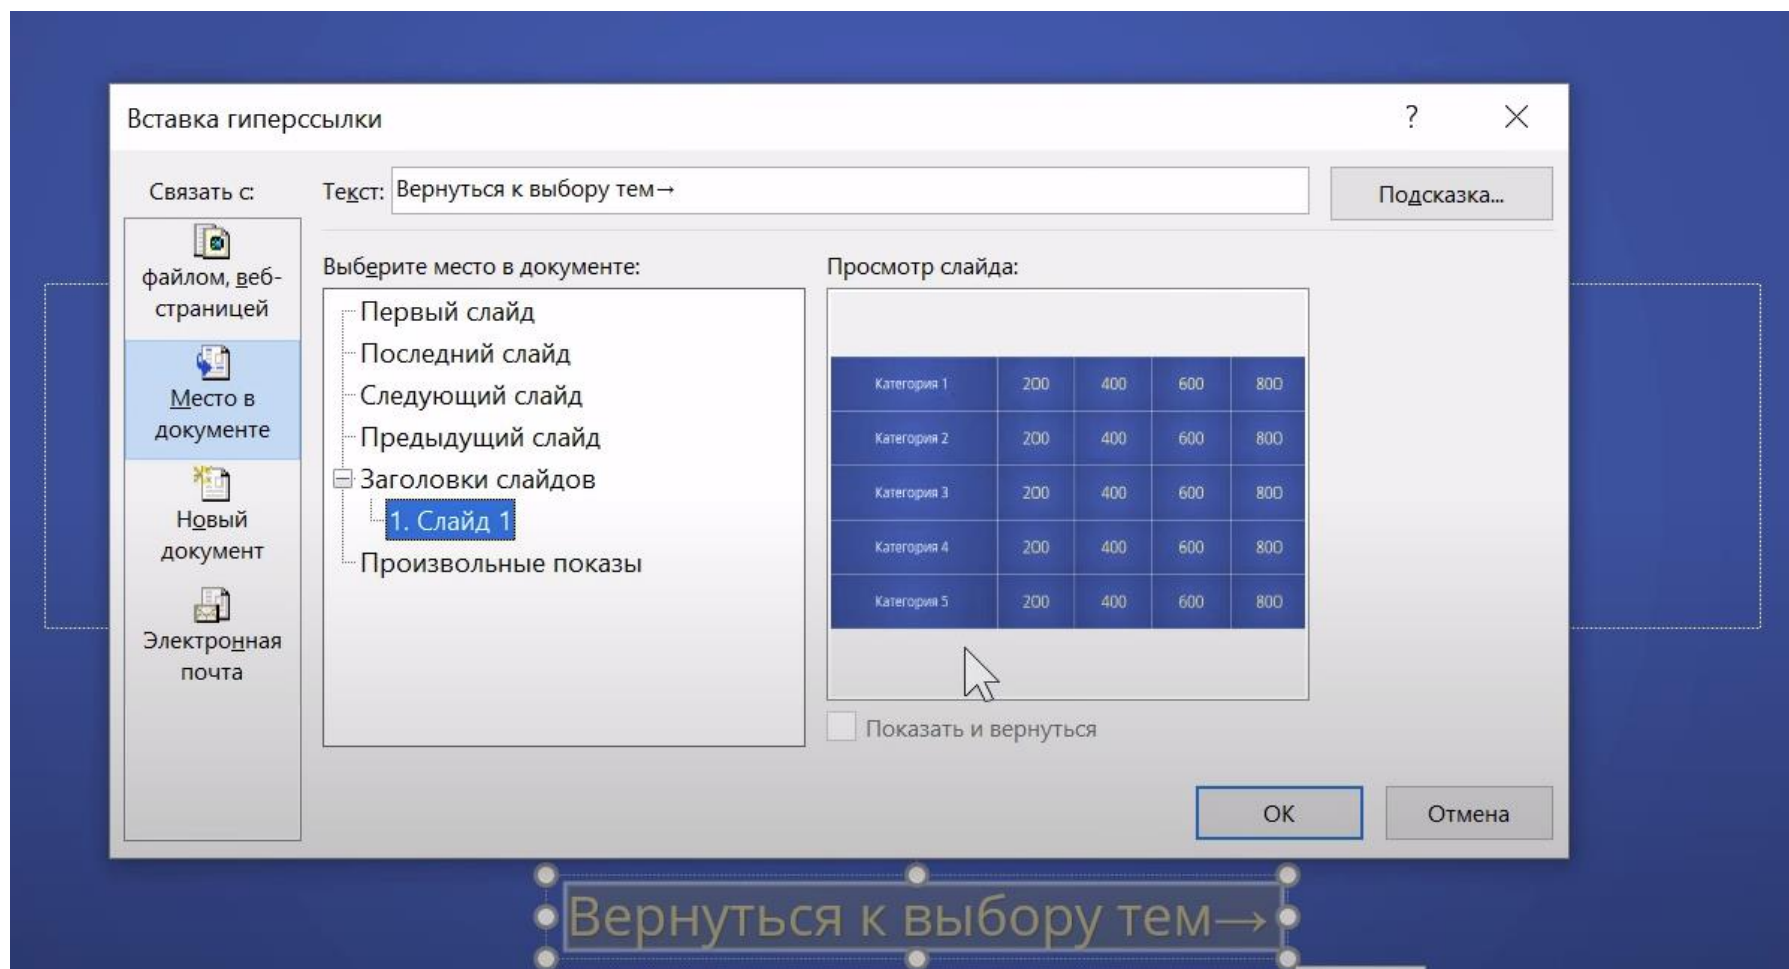 Вставка гиперссылки
?
Связать с:
Текст: Вернуться к выбору тем→
Подсказка...
файлом, веб-
страницей
Место в
документе
Новый
документ
Электронная
почта
Выберите место в документе:
Первый слайд
Последний слайд
Следующий слайд
Предыдущий слайд
Заголовки слайдов
1. Слайд 1
Произвольные показы
Просмотр слайда:
Категория 1 200 400 600 800
Категория 2 200 400 600 800
Категория 3 200 400 600 800
Категория 4 200 400 600 800
Категория 5 200 400 600 800
Показать и вернуться
ОК Отмена
Вернуться к выбору тем→